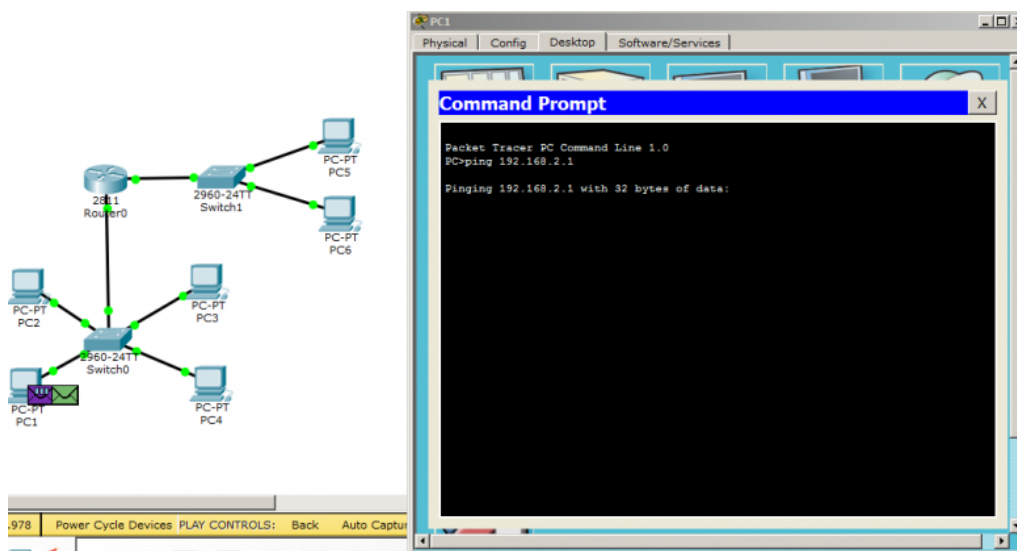 PC1
Physical Config Desktop Software/Services
Command Prompt
X
Packet Tracer PC Command Line 1.0
PC>ping 192.168.2.1
Pinging 192.168.2.1 with 32 bytes of data:
PC-PT
PC5
2811
Router0
2960-24TT
Switch1
PC-PT
PC6
PC-PT
PC2
PC-PT
PC3
2960-24TT
Switch0
PC-PT
PC1
PC-PT
PC4
.978 Power Cycle Devices PLAY CONTROLS: Back Auto Captu